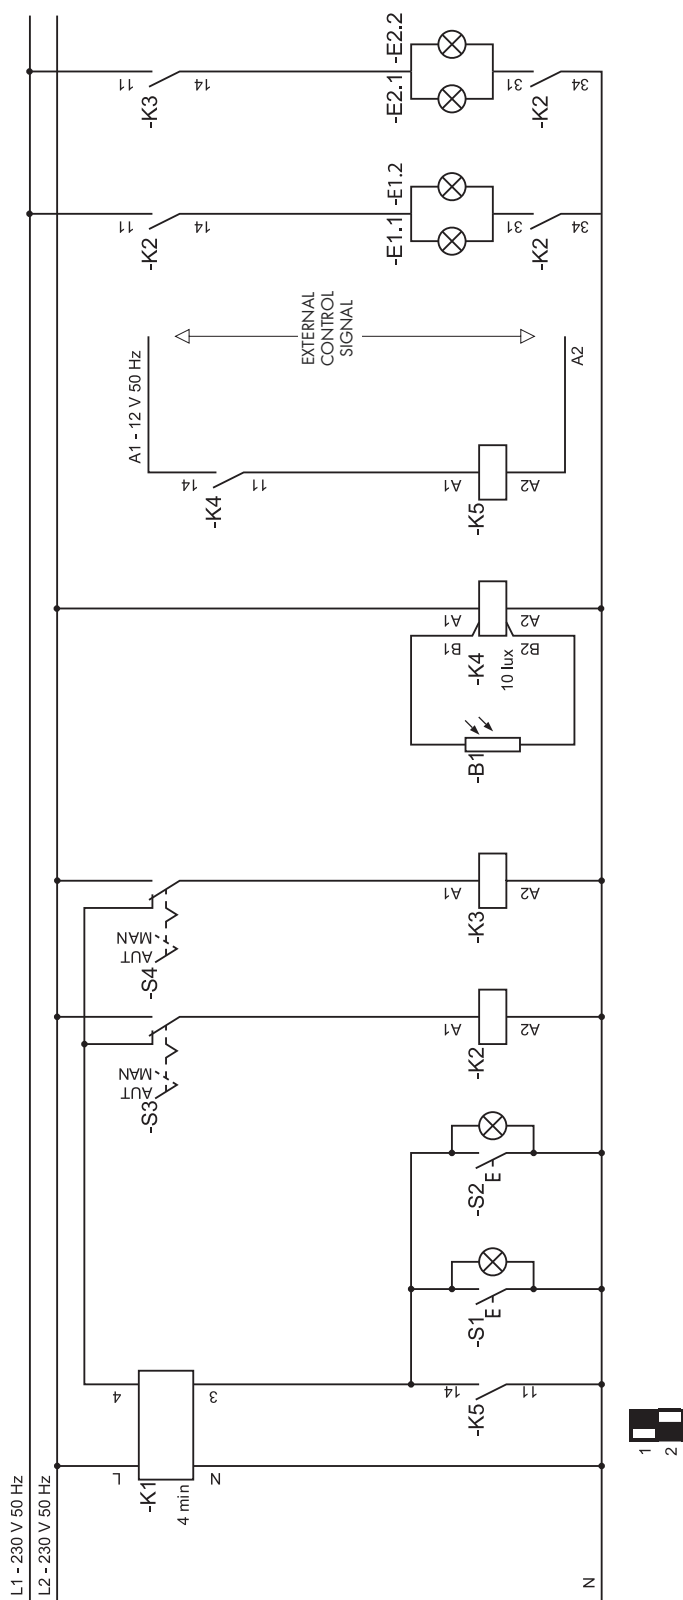 L1 - 230 V 50 Hz
L2 - 230 V 50 Hz
N
-K1
4 min
L
N
4
3
-K5
14
11
-S1
E
-S2
E
-S3
AUT
MAN
-K2
A1
A2
-S4
AUT
MAN
-K3
A1
A2
-B1
-K4
10 lux
B1
B2
A1
A2
-K4
14
11
-K5
A1
A2
A1 - 12 V 50 Hz
A2
EXTERNAL
CONTROL
SIGNAL
-K2
11
14
-E1.1
-E1.2
-K2
31
34
-K3
11
14
-E2.1
-E2.2
-K2
31
34
1
2